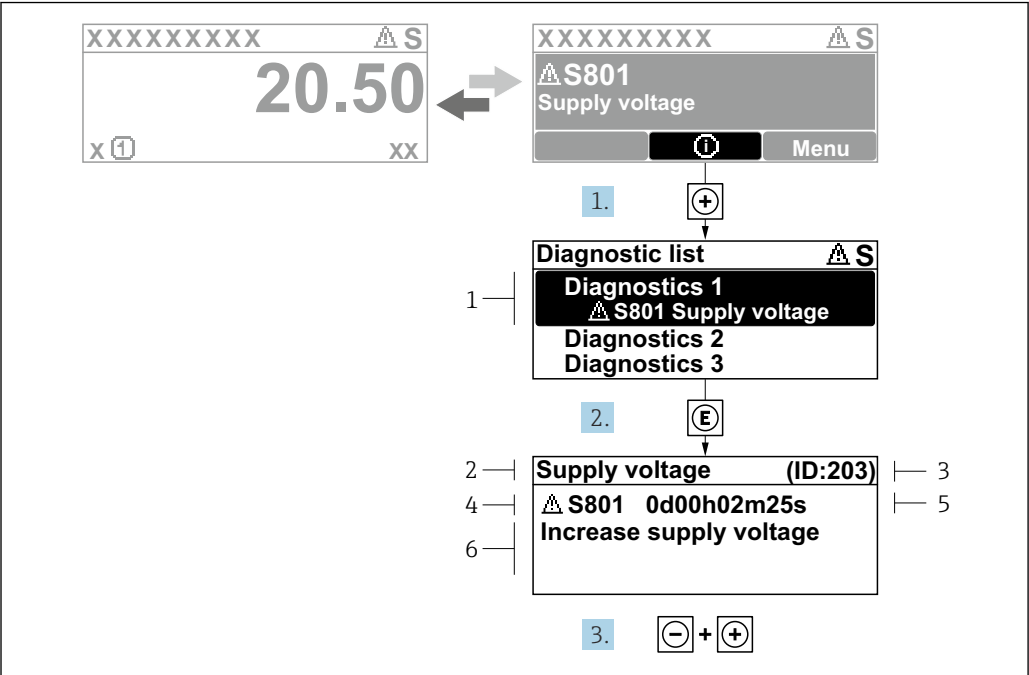 XXXXXXXXX ⚠ S
20.50
X 1 XX
XXXXXXXXX ⚠ S
⚠ S801
Supply voltage
i Menu
1. +
Diagnostic list ⚠ S
1 Diagnostics 1
⚠ S801 Supply voltage
Diagnostics 2
Diagnostics 3
2. E
2 Supply voltage (ID:203) 3
4 ⚠ S801 0d00h02m25s 5
6 Increase supply voltage
3. - + +